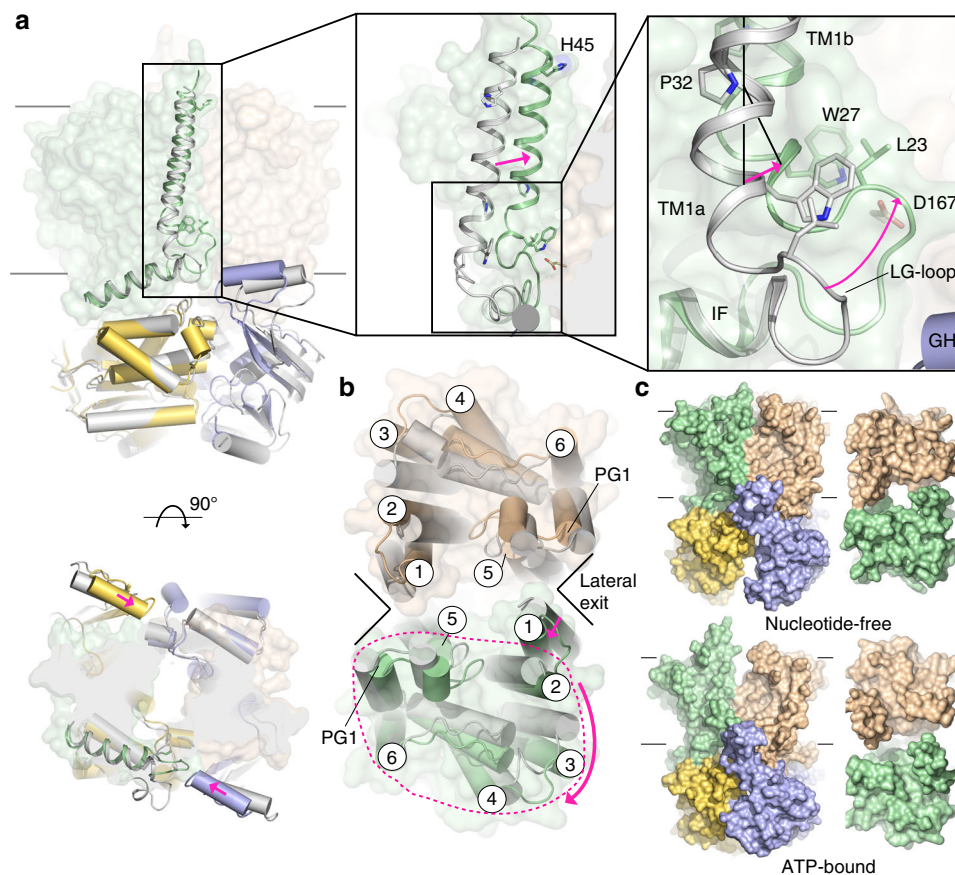 a
H45
TM1b
P32
W27
L23
TM1a
D167
LG-loop
IF
GH
90°
b
4
3
6
PG1
2
1
5
Lateral
exit
5
1
2
PG1
6
3
4
c
Nucleotide-free
ATP-bound